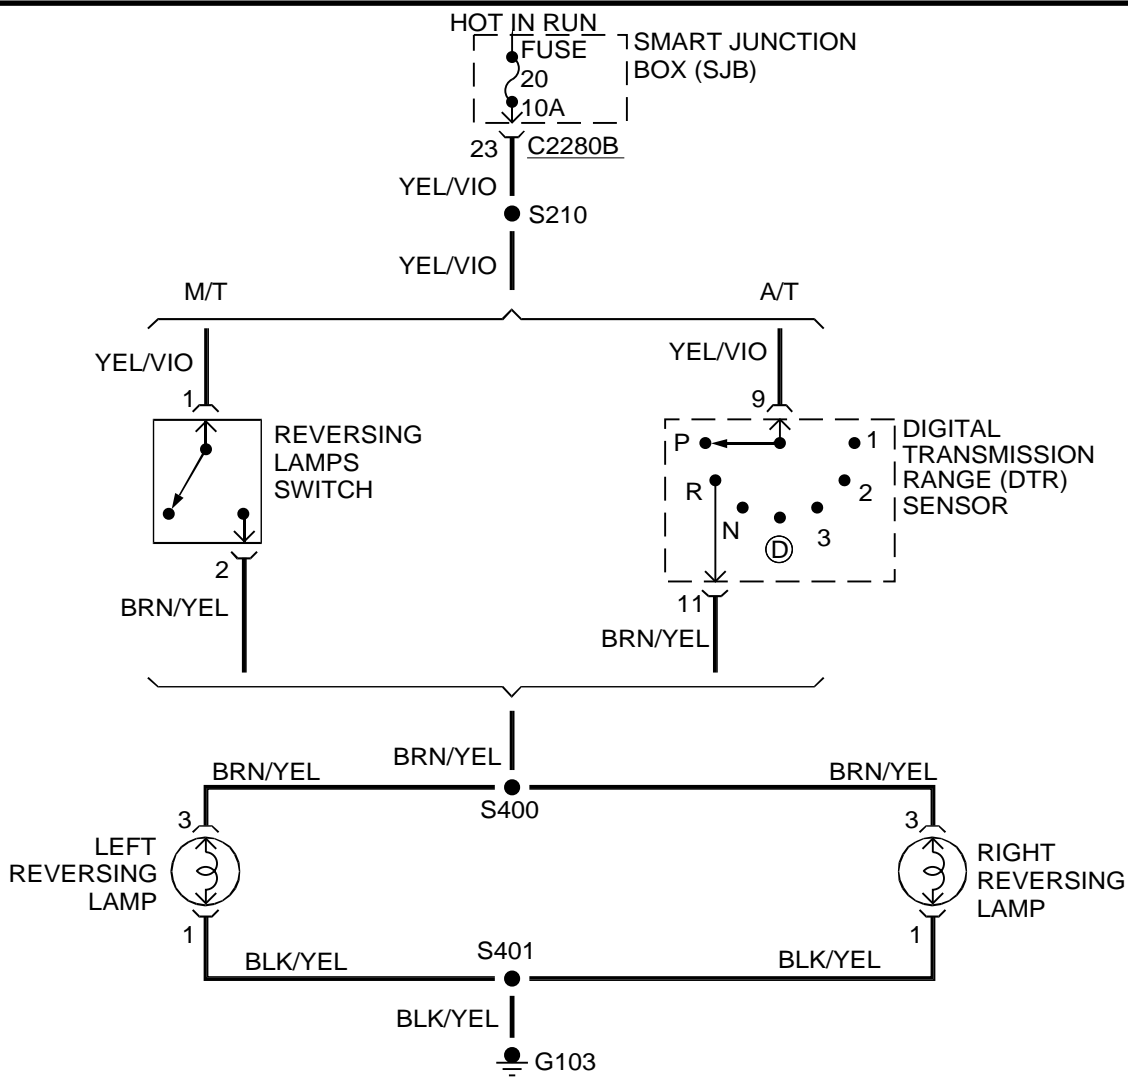 HOT IN RUN
FUSE
20
10A
SMART JUNCTION
BOX (SJB)
23
C2280B
YEL/VIO
S210
YEL/VIO
M/T
A/T
YEL/VIO
YEL/VIO
1
9
REVERSING
LAMPS
SWITCH
P
R
N
D
3
2
1
DIGITAL
TRANSMISSION
RANGE (DTR)
SENSOR
2
11
BRN/YEL
BRN/YEL
BRN/YEL
BRN/YEL
BRN/YEL
S400
3
3
LEFT
REVERSING
LAMP
RIGHT
REVERSING
LAMP
1
1
S401
BLK/YEL
BLK/YEL
BLK/YEL
G103